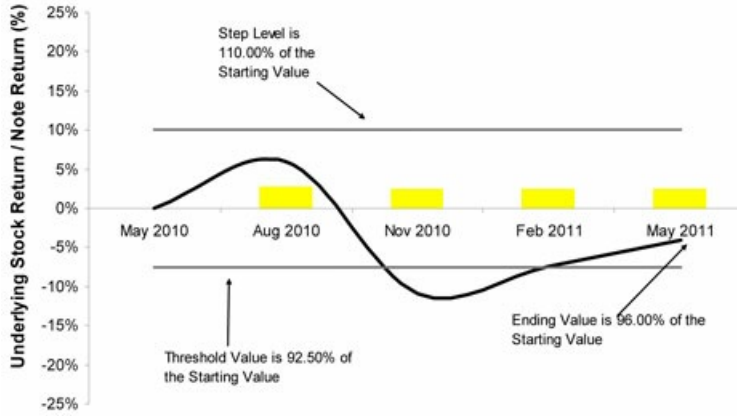 Underlying Stock Return / Note Return (%)
25%
20%
15%
10%
5%
0%
-5%
-10%
-15%
-20%
-25%
Step Level is
110.00% of the
Starting Value
May 2010
Aug 2010
Nov 2010
Feb 2011
May 2011
Threshold Value is 92.50% of
the Starting Value
Ending Value is 96.00% of the
Starting Value